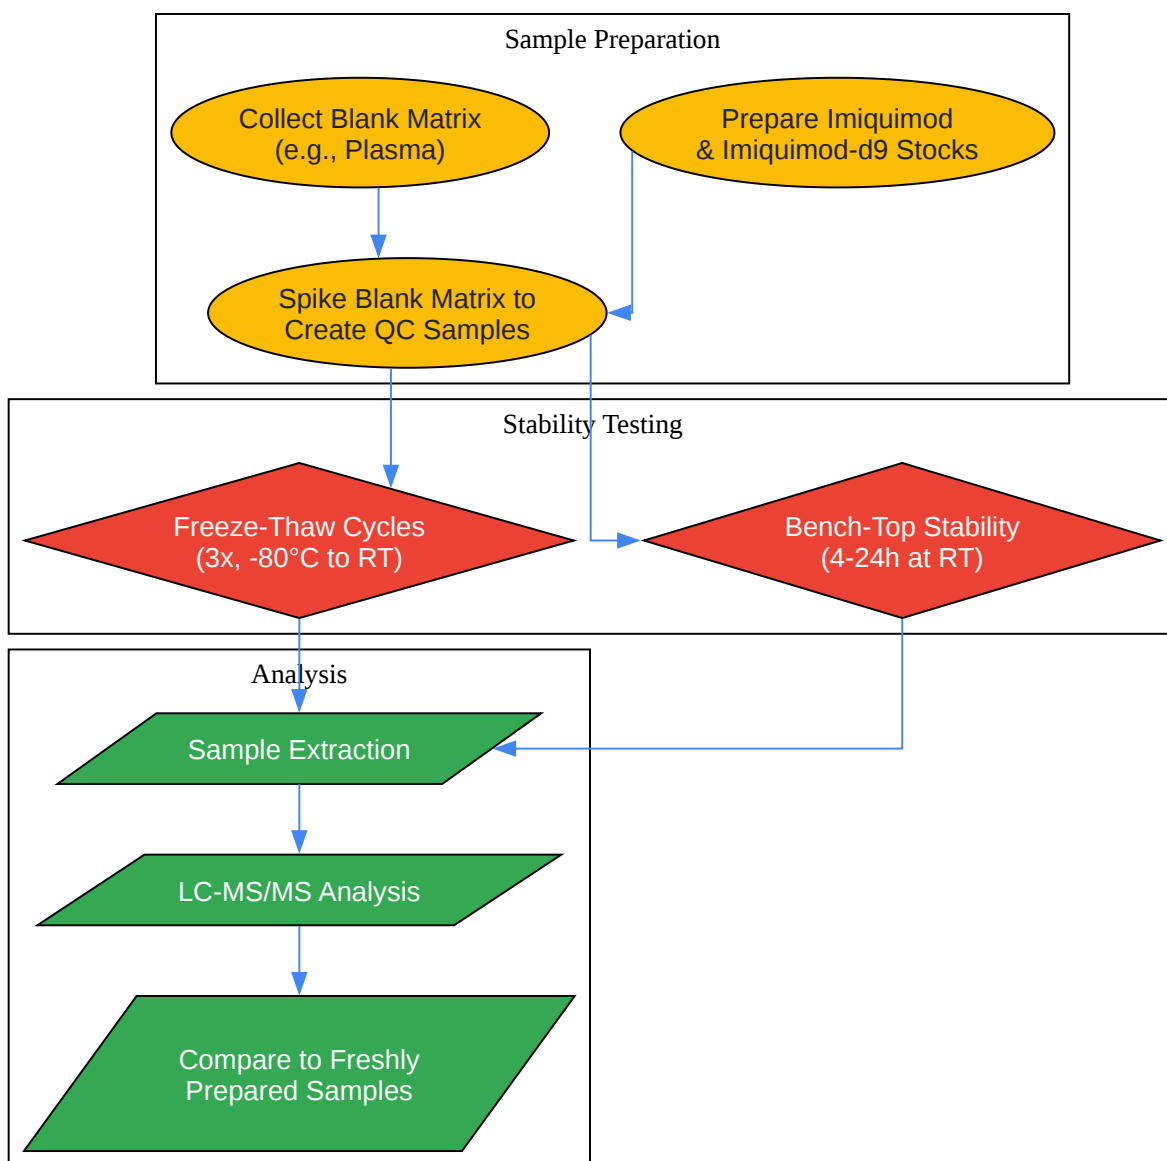 Sample Preparation
Collect Blank Matrix
(e.g., Plasma)
Prepare Imiquimod
& Imiquimod-d9 Stocks
Spike Blank Matrix to
Create QC Samples
Stability Testing
Freeze-Thaw Cycles
(3x, -80°C to RT)
Bench-Top Stability
(4-24h at RT)
Analysis
Sample Extraction
LC-MS/MS Analysis
Compare to Freshly
Prepared Samples